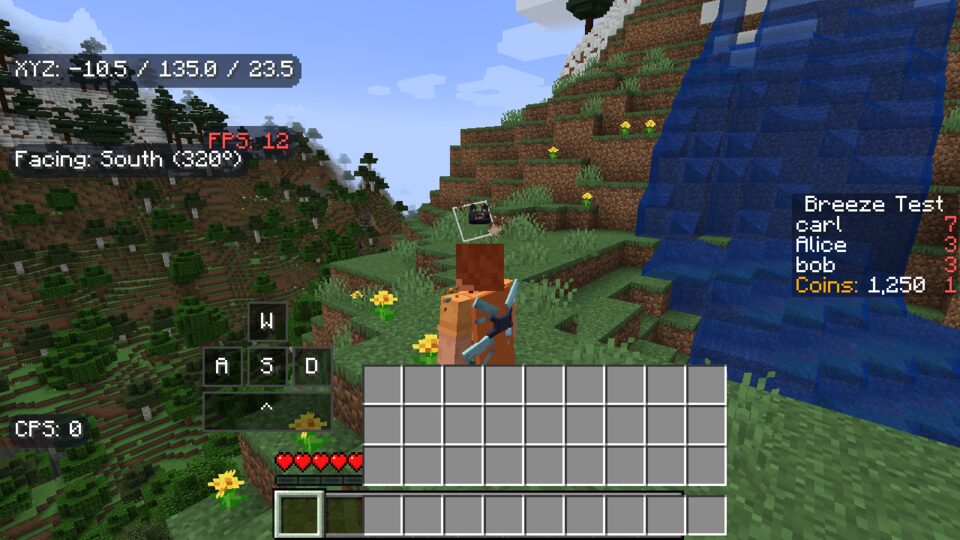 XYZ: -10.5 / 135.0 / 23.5
FPS: 12
Facing: South (320°)
Breeze Test
carl 7
Alice 3
bob 3
Coins: 1,250 1
W
A S D
^
CPS: 0